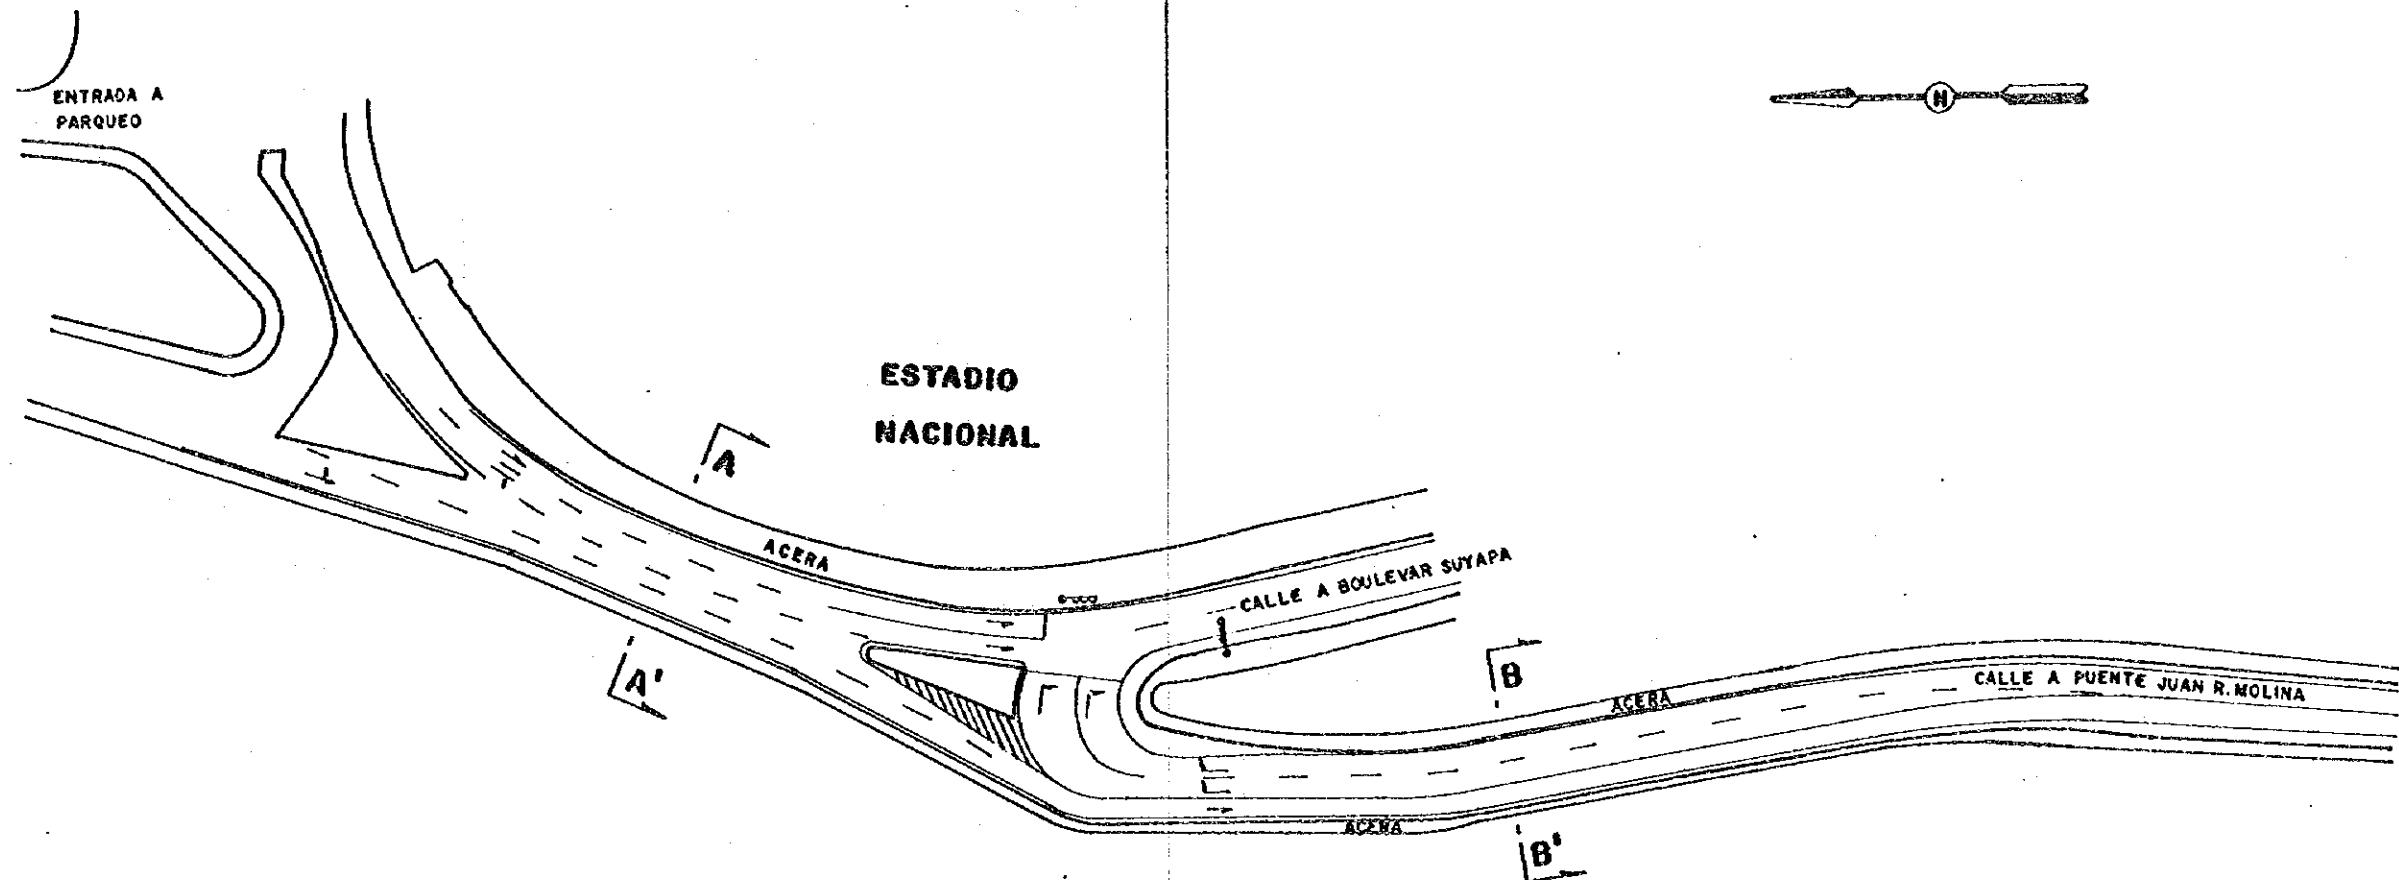 ENTRADA A
PARQUEO
N
ESTADIO
NACIONAL
A
ACERA
CALLE A BOULEVAR SUYAPA
A'
B
ACERA
CALLE A PUENTE JUAN R. MOLINA
ACERA
B'